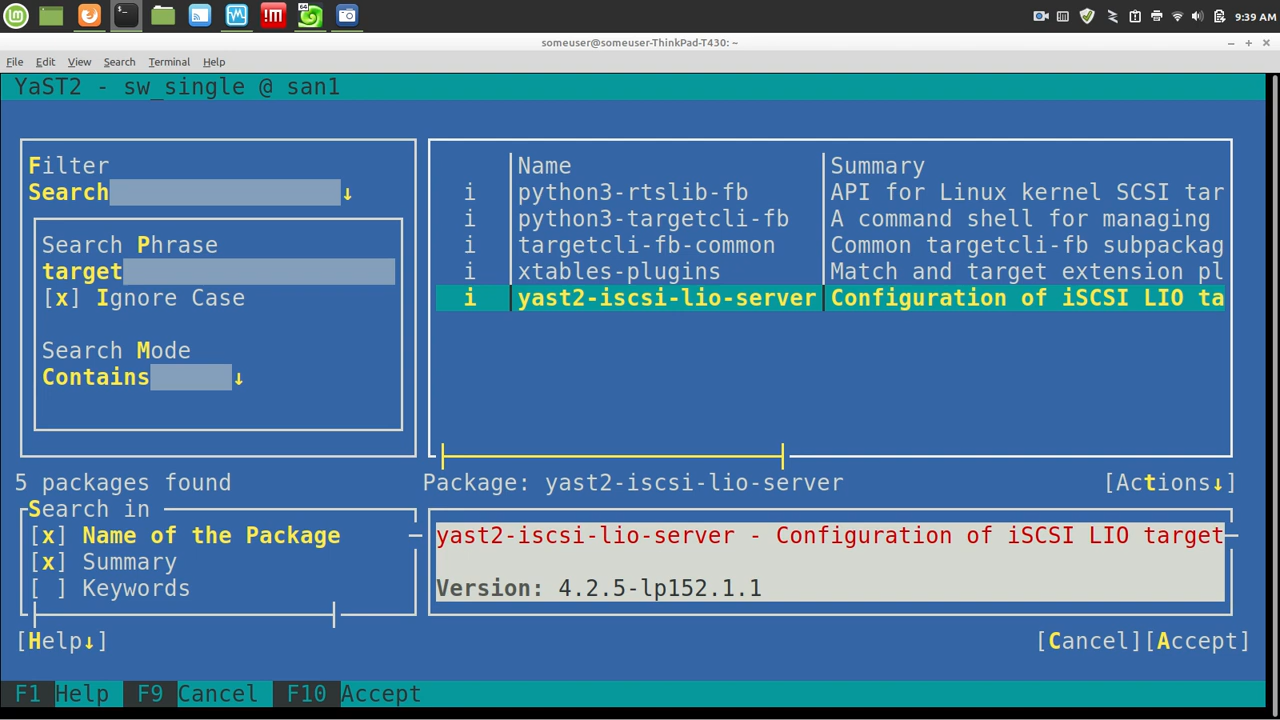 9:39 AM
someuser@someuser-ThinkPad-T430: ~
File Edit View Search Terminal Help
YaST2 - sw_single @ san1
Filter
Search ↓
Search Phrase
target
[x] Ignore Case
Search Mode
Contains ↓
Name Summary
i python3-rtslib-fb API for Linux kernel SCSI tar
i python3-targetcli-fb A command shell for managing
i targetcli-fb-common Common targetcli-fb subpackag
i xtables-plugins Match and target extension pl
i yast2-iscsi-lio-server Configuration of iSCSI LIO ta
5 packages found
Package: yast2-iscsi-lio-server [Actions↓]
Search in
[x] Name of the Package
[x] Summary
[ ] Keywords
yast2-iscsi-lio-server - Configuration of iSCSI LIO target
Version: 4.2.5-lp152.1.1
[Help↓] [Cancel][Accept]
F1 Help F9 Cancel F10 Accept